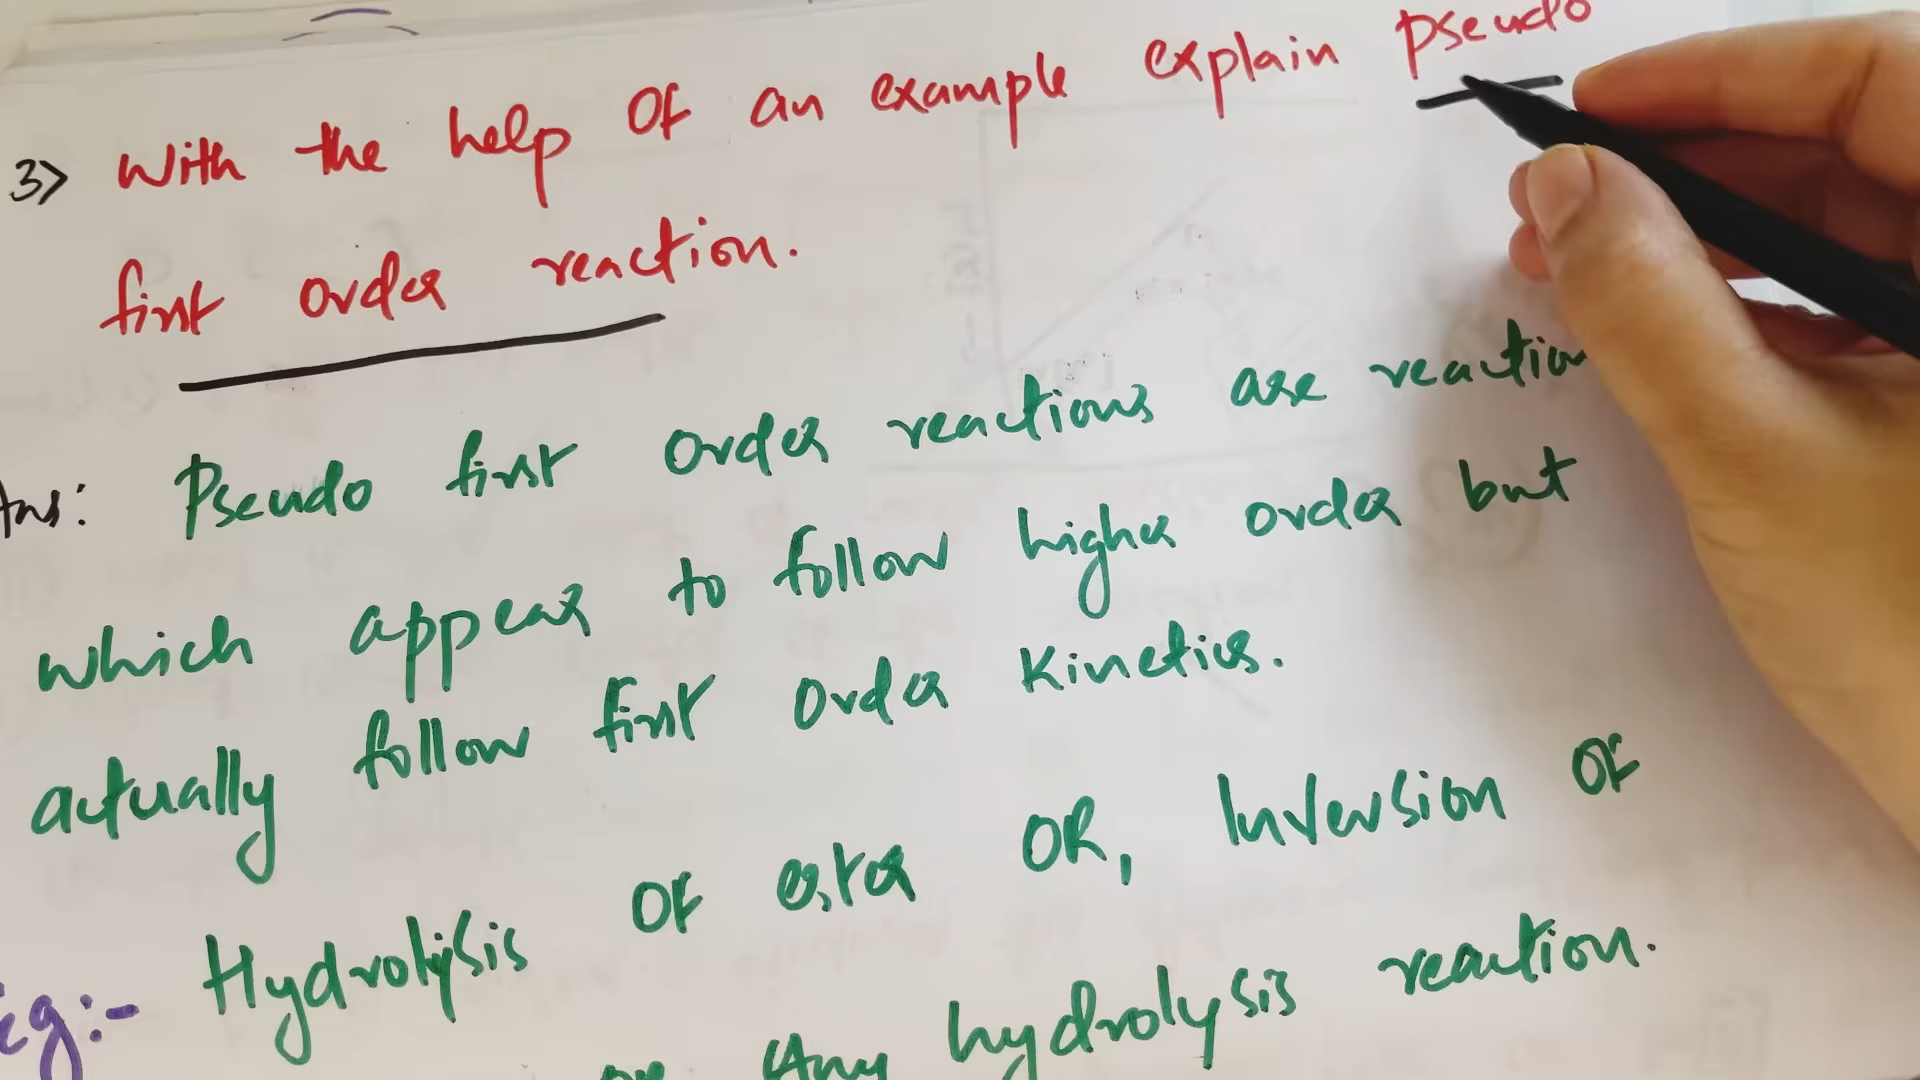 3> With the help of an example explain pseudo
first order reaction.
Ans: Pseudo first order reactions are reaction
which appear to follow higher order but
actually follow first order Kinetics.
Eg:- Hydrolysis of ester OR, Inversion of
or Any hydrolysis reaction.